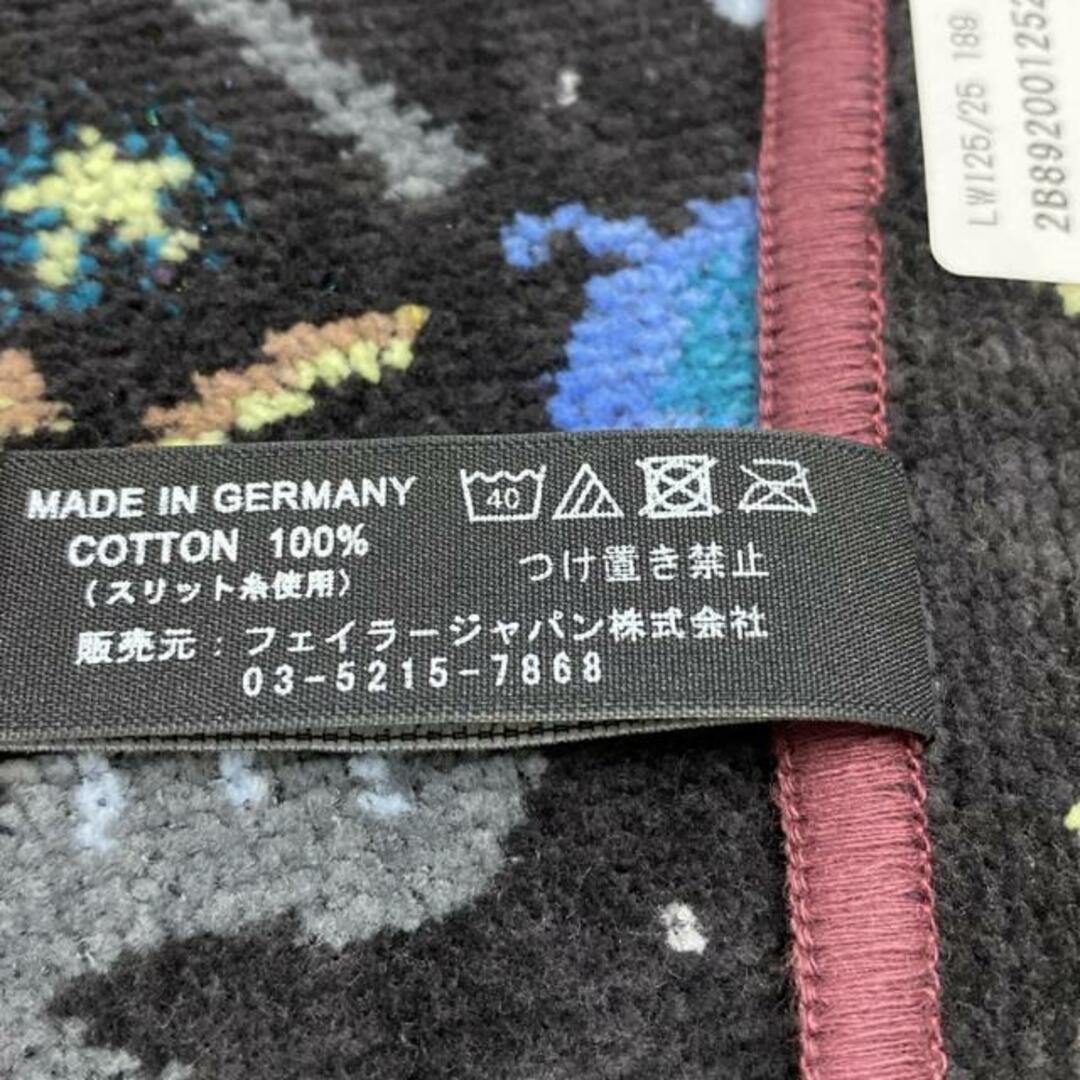 MADE IN GERMANY
40
COTTON 100%
(スリット糸使用)
つけ置き禁止
販売元：フェイラージャパン株式会社
03-5215-7868
LW125/25 189
2B8920001252